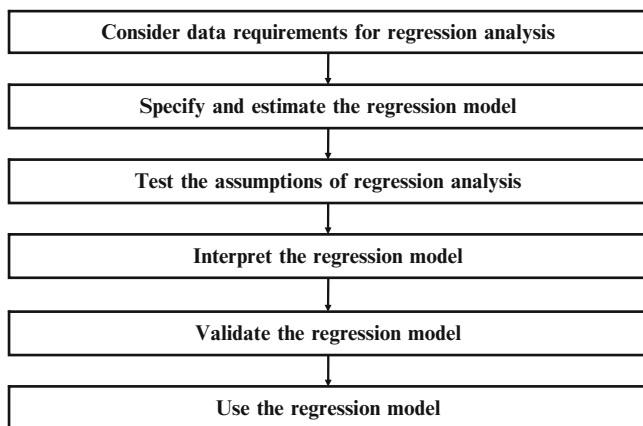 Consider data requirements for regression analysis
Specify and estimate the regression model
Test the assumptions of regression analysis
Interpret the regression model
Validate the regression model
Use the regression model